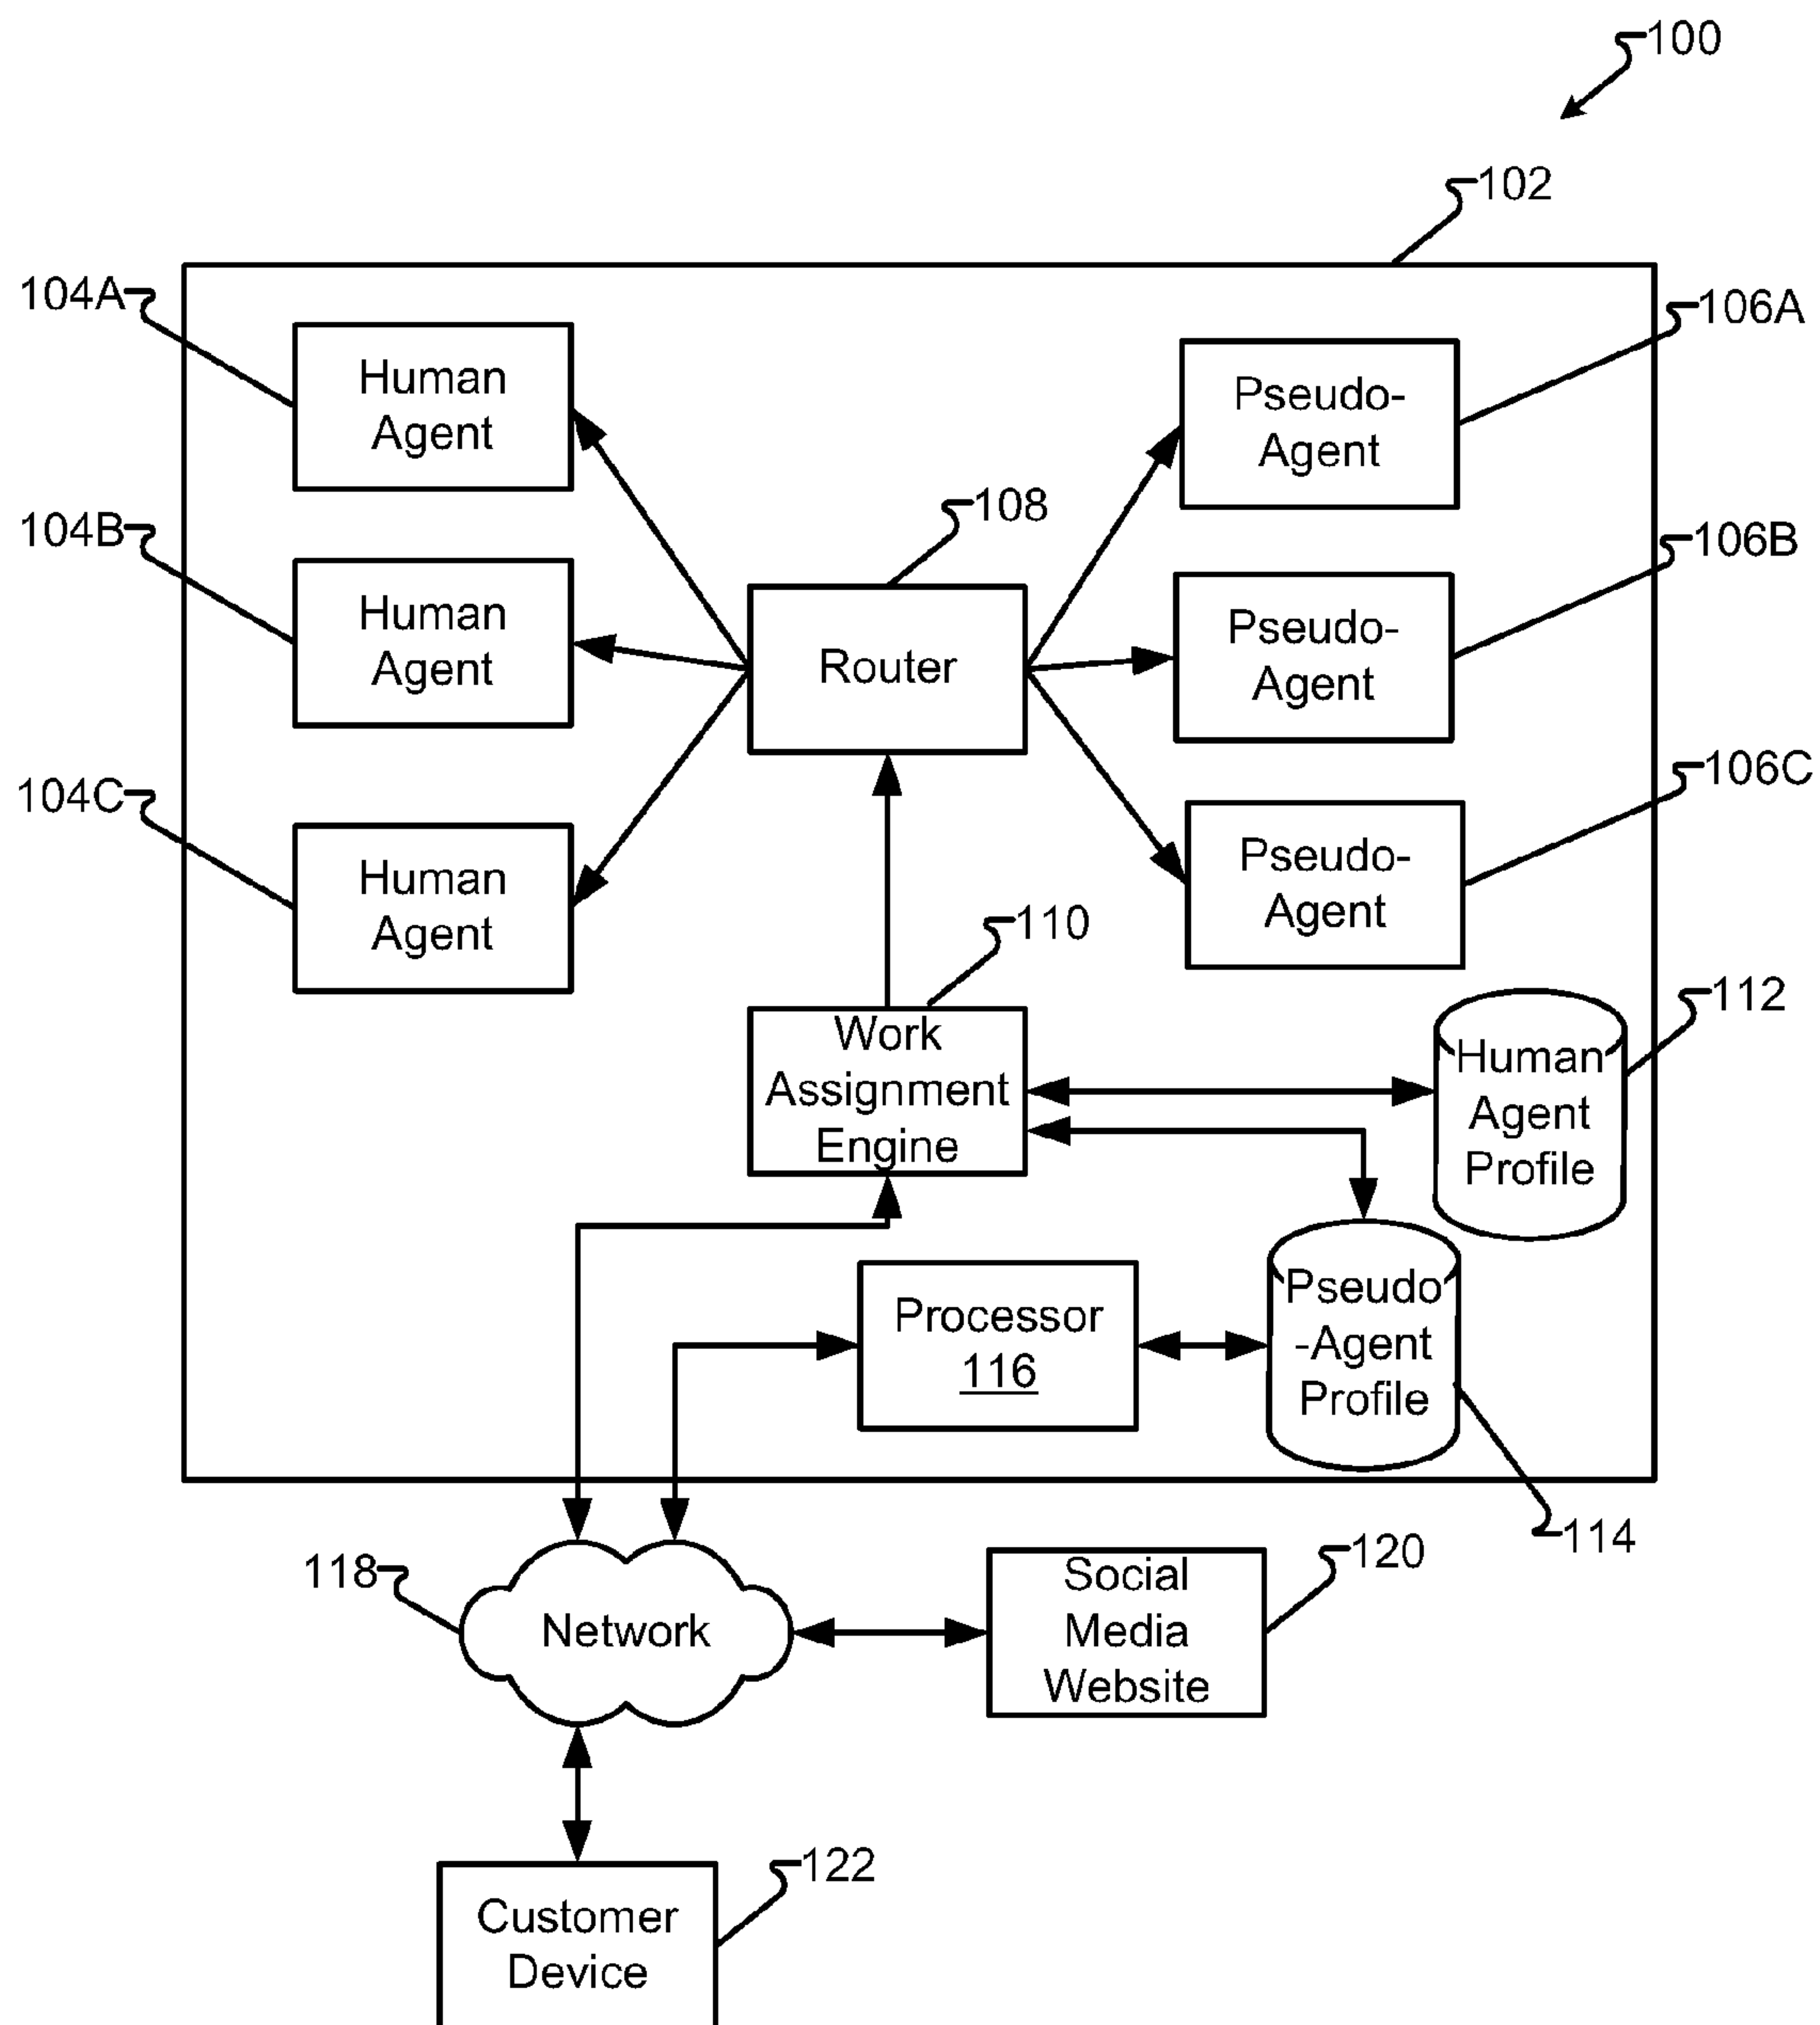 100
102
104A
Human
Agent
Pseudo-
Agent
106A
104B
Human
Agent
108
Router
Pseudo-
Agent
106B
104C
Human
Agent
Pseudo-
Agent
106C
110
Work
Assignment
Engine
Human
Agent
Profile
112
Processor
116
Pseudo
-Agent
Profile
114
118
Network
Social
Media
Website
120
Customer
Device
122